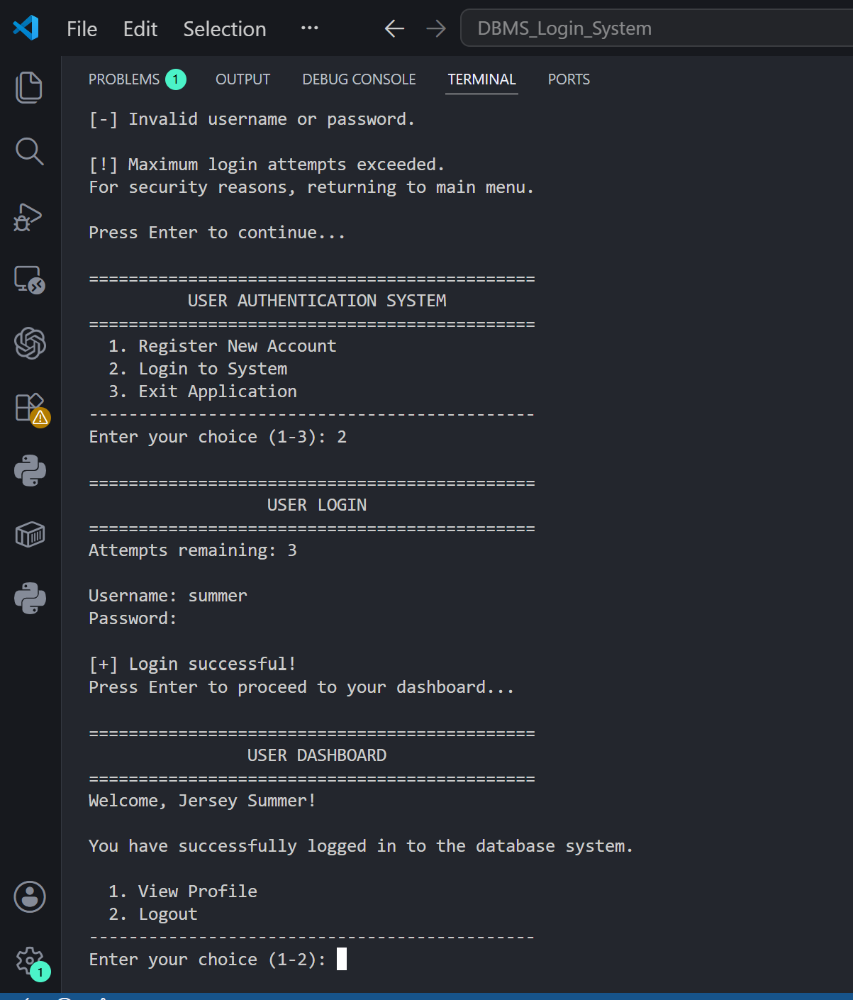 File Edit Selection ··· DBMS_Login_System
PROBLEMS 1 OUTPUT DEBUG CONSOLE TERMINAL PORTS
[-] Invalid username or password.
[!] Maximum login attempts exceeded.
For security reasons, returning to main menu.
Press Enter to continue...
=============================================
USER AUTHENTICATION SYSTEM
=============================================
1. Register New Account
2. Login to System
3. Exit Application
---------------------------------------------
Enter your choice (1-3): 2
=============================================
USER LOGIN
=============================================
Attempts remaining: 3
Username: summer
Password:
[+] Login successful!
Press Enter to proceed to your dashboard...
=============================================
USER DASHBOARD
=============================================
Welcome, Jersey Summer!
You have successfully logged in to the database system.
1. View Profile
2. Logout
---------------------------------------------
Enter your choice (1-2):
1